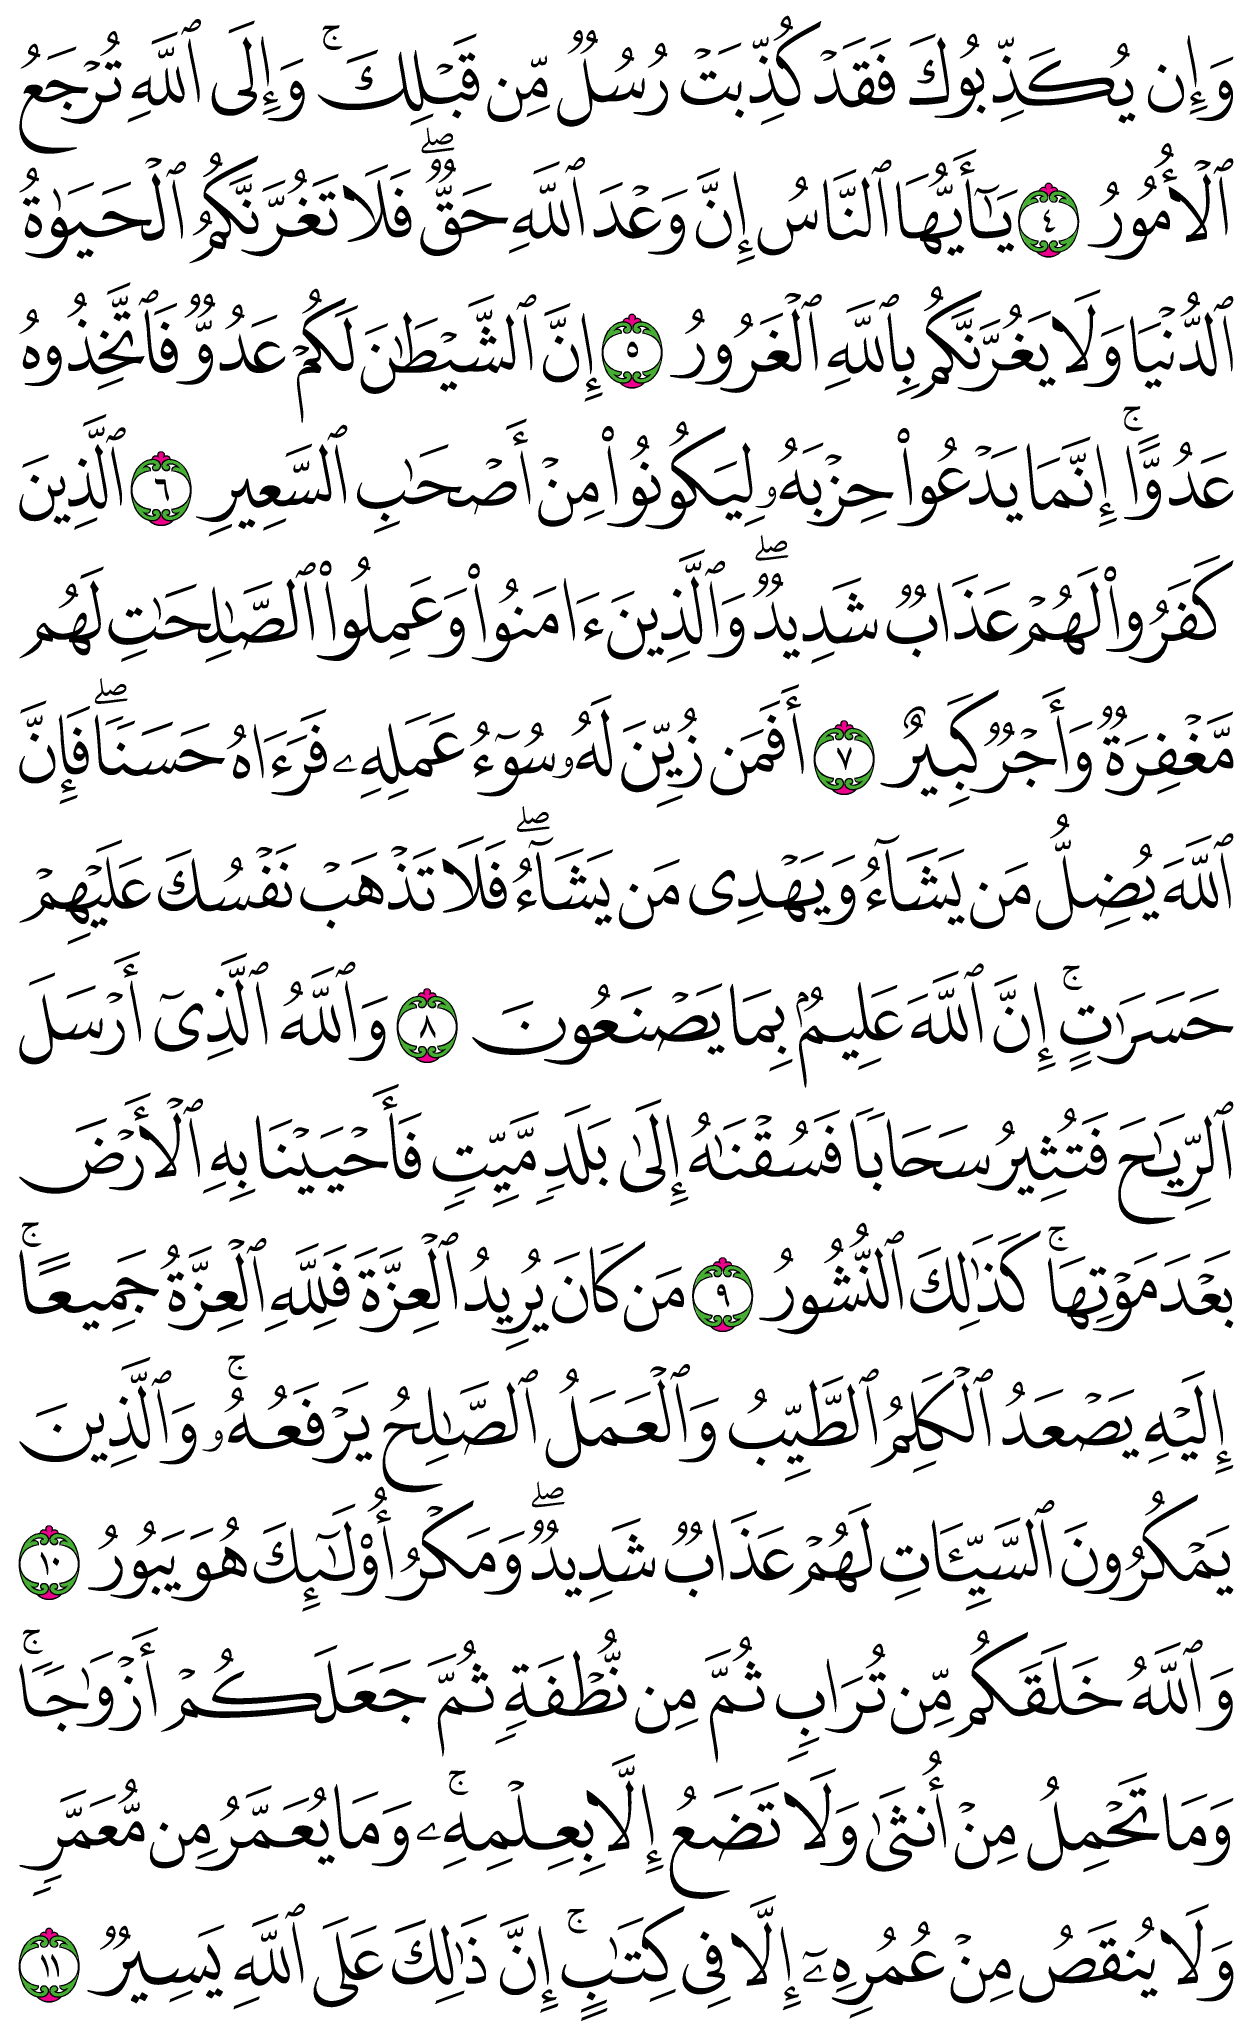 وَإِن يُكَذِّبُوكَ فَقَدْ كُذِّبَتْ رُسُلٌ مِّن قَبْلِكَ ۚ وَإِلَى ٱللَّهِ تُرْجَعُ
ٱلْأُمُورُ ٤ يَـٰٓأَيُّهَا ٱلنَّاسُ إِنَّ وَعْدَ ٱللَّهِ حَقٌّ ۖ فَلَا تَغُرَّنَّكُمُ ٱلْحَيَوٰةُ
ٱلدُّنْيَا وَلَا يَغُرَّنَّكُم بِٱللَّهِ ٱلْغَرُورُ ٥ إِنَّ ٱلشَّيْطَـٰنَ لَكُمْ عَدُوٌّ فَٱتَّخِذُوهُ
عَدُوًّا ۚ إِنَّمَا يَدْعُوا۟ حِزْبَهُۥ لِيَكُونُوا۟ مِنْ أَصْحَـٰبِ ٱلسَّعِيرِ ٦ ٱلَّذِينَ
كَفَرُوا۟ لَهُمْ عَذَابٌ شَدِيدٌ ۖ وَٱلَّذِينَ ءَامَنُوا۟ وَعَمِلُوا۟ ٱلصَّـٰلِحَـٰتِ لَهُم
مَّغْفِرَةٌ وَأَجْرٌ كَبِيرٌ ٧ أَفَمَن زُيِّنَ لَهُۥ سُوٓءُ عَمَلِهِۦ فَرَءَاهُ حَسَنًا ۖ فَإِنَّ
ٱللَّهَ يُضِلُّ مَن يَشَآءُ وَيَهْدِى مَن يَشَآءُ ۖ فَلَا تَذْهَبْ نَفْسُكَ عَلَيْهِمْ
حَسَرَٰتٍ ۚ إِنَّ ٱللَّهَ عَلِيمٌۢ بِمَا يَصْنَعُونَ ٨ وَٱللَّهُ ٱلَّذِىٓ أَرْسَلَ
ٱلرِّيَـٰحَ فَتُثِيرُ سَحَابًا فَسُقْنَـٰهُ إِلَىٰ بَلَدٍ مَّيِّتٍ فَأَحْيَيْنَا بِهِ ٱلْأَرْضَ
بَعْدَ مَوْتِهَا ۚ كَذَٰلِكَ ٱلنُّشُورُ ٩ مَن كَانَ يُرِيدُ ٱلْعِزَّةَ فَلِلَّهِ ٱلْعِزَّةُ جَمِيعًا ۚ
إِلَيْهِ يَصْعَدُ ٱلْكَلِمُ ٱلطَّيِّبُ وَٱلْعَمَلُ ٱلصَّـٰلِحُ يَرْفَعُهُۥ ۚ وَٱلَّذِينَ
يَمْكُرُونَ ٱلسَّيِّـَٔاتِ لَهُمْ عَذَابٌ شَدِيدٌ ۖ وَمَكْرُ أُو۟لَـٰٓئِكَ هُوَ يَبُورُ ١٠
وَٱللَّهُ خَلَقَكُم مِّن تُرَابٍ ثُمَّ مِن نُّطْفَةٍ ثُمَّ جَعَلَكُمْ أَزْوَٰجًا ۚ
وَمَا تَحْمِلُ مِنْ أُنثَىٰ وَلَا تَضَعُ إِلَّا بِعِلْمِهِۦ ۚ وَمَا يُعَمَّرُ مِن مُّعَمَّرٍ
وَلَا يُنقَصُ مِنْ عُمُرِهِۦٓ إِلَّا فِى كِتَـٰبٍ ۚ إِنَّ ذَٰلِكَ عَلَى ٱللَّهِ يَسِيرٌ ١١